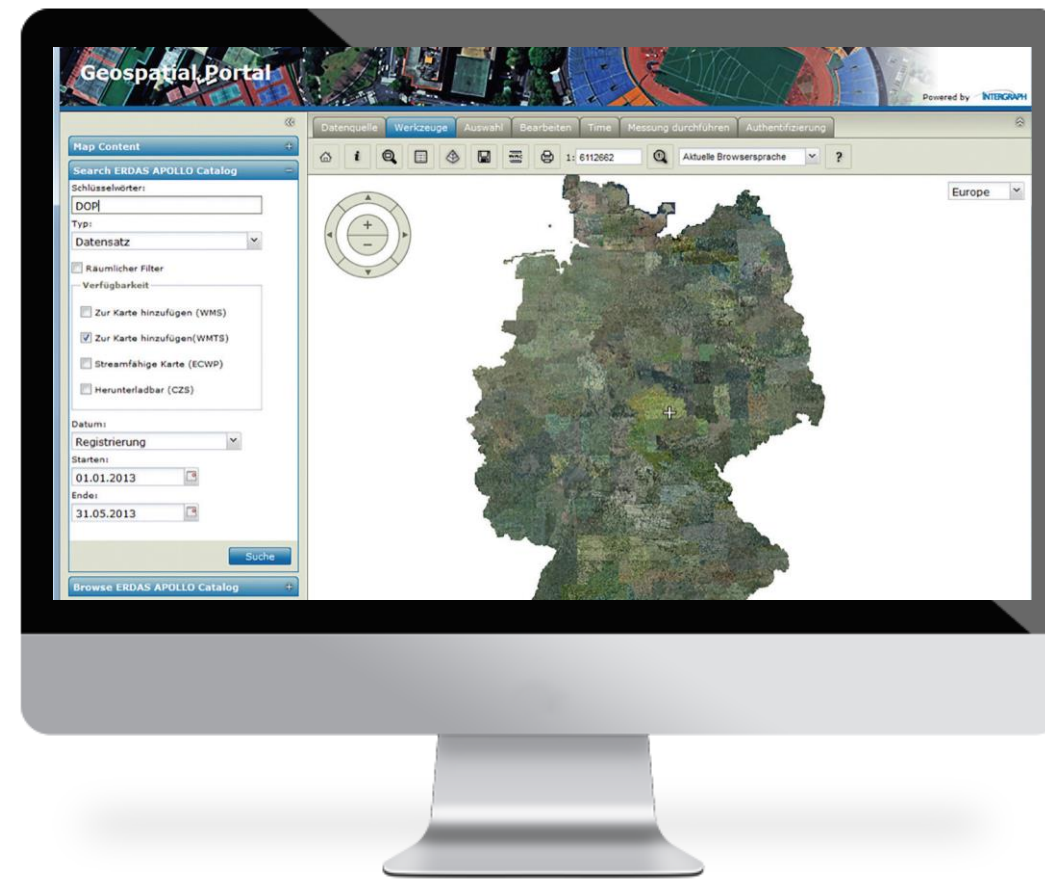 Geospatial Portal
Powered by INTERGRAPH
Datenquelle Werkzeuge Auswahl Bearbeiten Time Messung durchführen Authentifizierung
1: 6112662 Aktuelle Browsersprache ?
Europe
Map Content
Search ERDAS APOLLO Catalog
Schlüsselwörter:
DOP
Typ:
Datensatz
Räumlicher Filter
Verfügbarkeit
Zur Karte hinzufügen (WMS)
Zur Karte hinzufügen(WMTS)
Streamfähige Karte (ECWP)
Herunterladbar (CZS)
Datum:
Registrierung
Starten:
01.01.2013
Ende:
31.05.2013
Suche
Browse ERDAS APOLLO Catalog